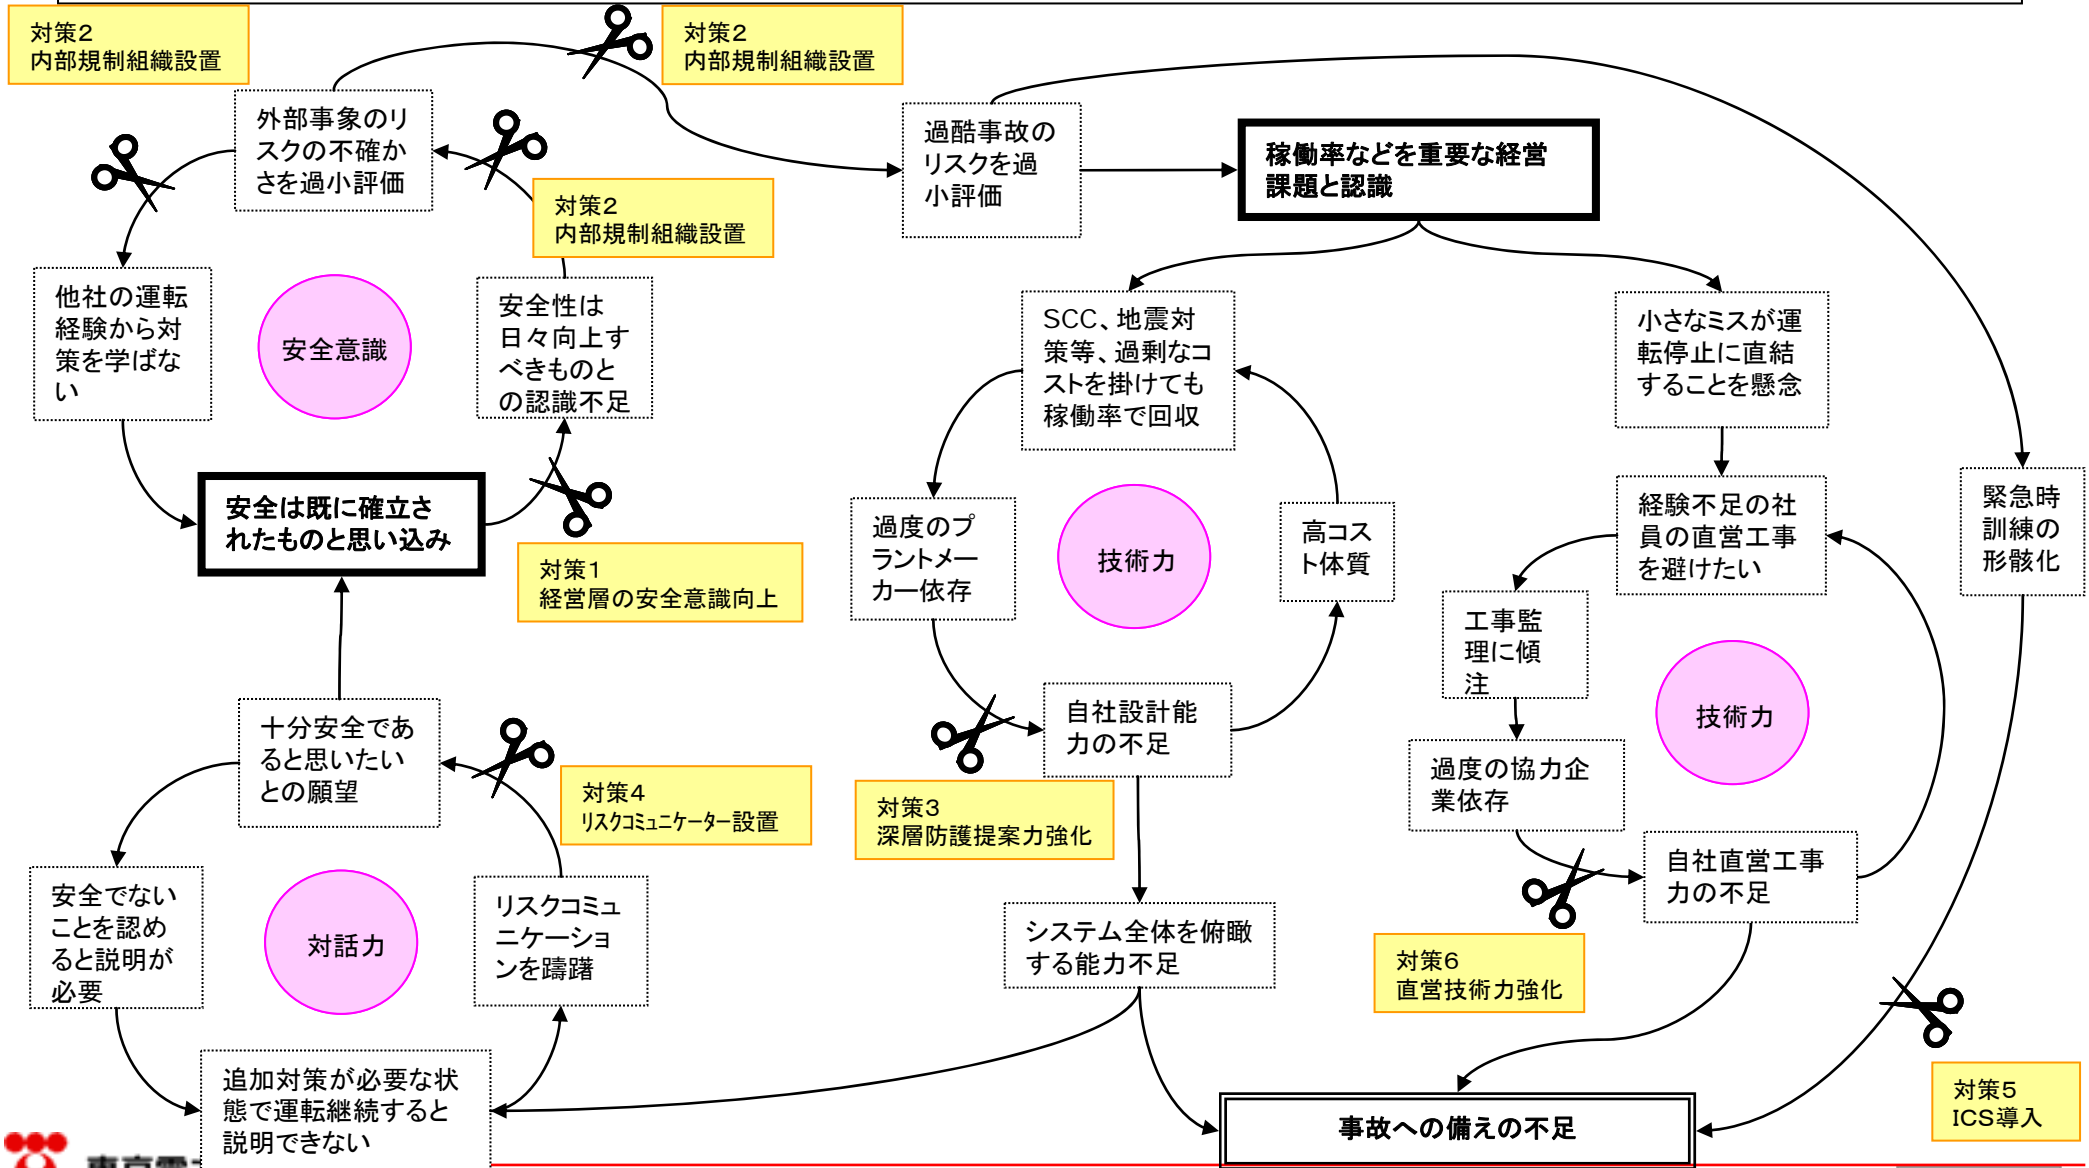 対策2
内部規制組織設置
対策2
内部規制組織設置
外部事象のリ
スクの不確か
さを過小評価
過酷事故の
リスクを過
小評価
稼働率などを重要な経営
課題と認識
対策2
内部規制組織設置
他社の運転
経験から対
策を学ばな
い
安全意識
安全性は
日々向上す
べきものと
の認識不足
SCC、地震対
策等、過剰なコ
ストを掛けても
稼働率で回収
小さなミスが運
転停止に直結
することを懸念
安全は既に確立さ
れたものと思い込み
対策1
経営層の安全意識向上
過度のプ
ラントメー
カー依存
技術力
高コス
ト体質
経験不足の社
員の直営工事
を避けたい
緊急時
訓練の
形骸化
工事監
理に傾
注
技術力
十分安全であ
ると思いたい
との願望
対策4
リスクコミュニケーター設置
自社設計能
力の不足
対策3
深層防護提案力強化
過度の協力企
業依存
自社直営工事
力の不足
安全でない
ことを認め
ると説明が
必要
対話力
リスクコミュ
ニケーショ
ンを躊躇
システム全体を俯瞰
する能力不足
対策6
直営技術力強化
追加対策が必要な状
態で運転継続すると
説明できない
事故への備えの不足
対策5
ICS導入
東京電